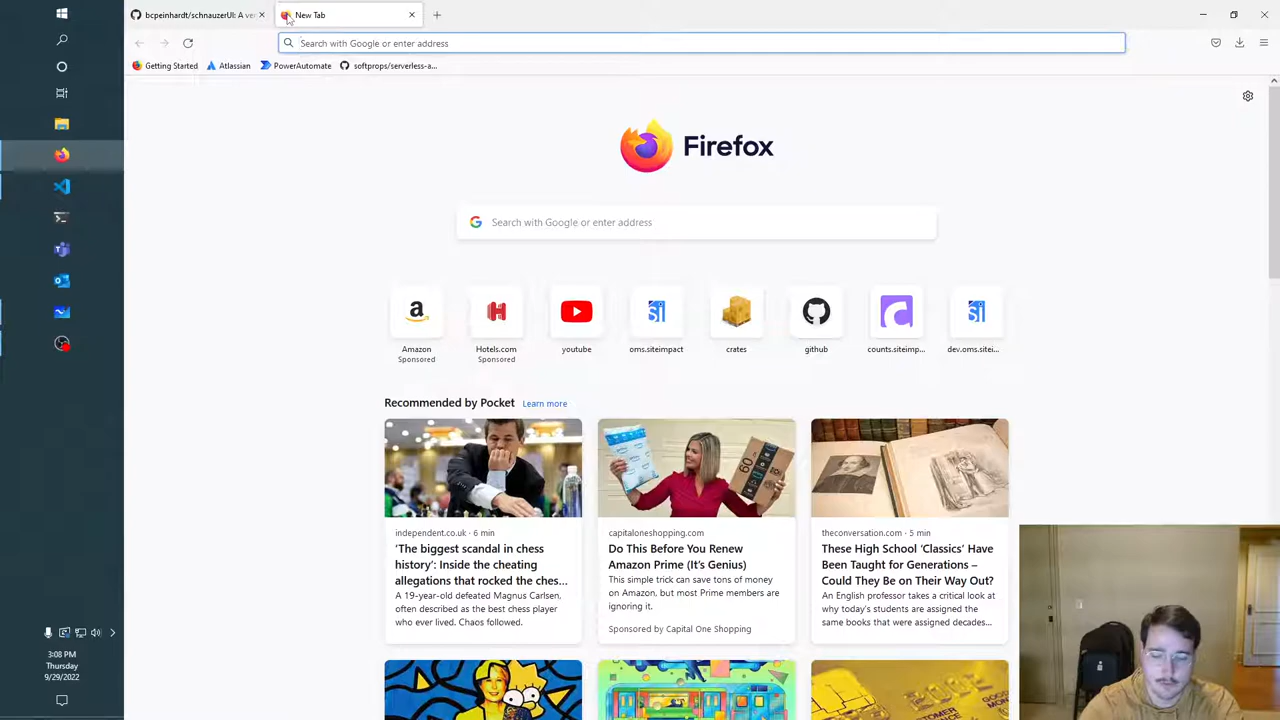 bcpeinhardt/schnauzerUI: A ve
New Tab
Search with Google or enter address
Getting Started
Atlassian
PowerAutomate
softprops/serverless-a...
Firefox
Search with Google or enter address
Amazon
Sponsored
Hotels.com
Sponsored
youtube
oms.siteimpact
crates
github
counts.siteimp...
dev.oms.sitei...
Recommended by Pocket
Learn more
independent.co.uk · 6 min
‘The biggest scandal in chess
history’: Inside the cheating
allegations that rocked the ches...
A 19-year-old defeated Magnus Carlsen,
often described as the best chess player
who ever lived. Chaos followed.
capitaloneshopping.com
Do This Before You Renew
Amazon Prime (It’s Genius)
This simple trick can save tons of money
on Amazon, but most Prime members are
ignoring it.
Sponsored by Capital One Shopping
theconversation.com · 5 min
These High School ‘Classics’ Have
Been Taught for Generations –
Could They Be on Their Way Out?
An English professor takes a critical look at
why today’s students are assigned the
same books that were assigned decades...
3:08 PM
Thursday
9/29/2022